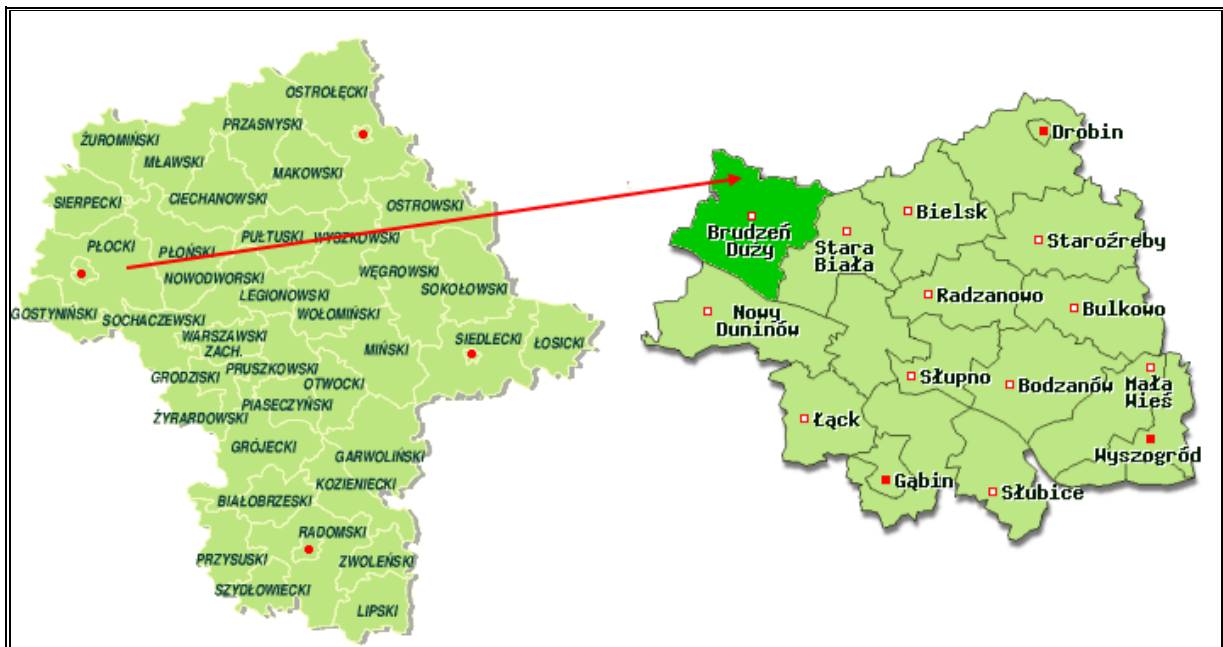 OSTROŁĘCKI
PRZASNYSKI
ŻUROMIŃSKI
MŁAWSKI
MAKOWSKI
CIECHANOWSKI
SIERPECKI
OSTROWSKI
PŁOCKI
PŁOŃSKI
PUŁTUSKI
WYSZKOWSKI
NOWODWORSKI
WĘGROWSKI
SOKOŁOWSKI
LEGIONOWSKI
GOSTYNIŃSKI
SOCHACZEWSKI
WOŁOMIŃSKI
WARSZAWSKI
ZACH.
MIŃSKI
SIEDLECKI
ŁOSICKI
GRODZISKI
PRUSZKOWSKI
OTWOCKI
PIASECZYŃSKI
ŻYRARDOWSKI
GRÓJECKI
GARWOLIŃSKI
KOZIENIECKI
BIAŁOBRZESKI
RADOMSKI
PRZYSUSKI
ZWOLEŃSKI
SZYDŁOWIECKI
LIPSKI
Drobin
Brudzeń
Duży
Bielsk
Stara
Biała
Staroźreby
Radzanowo
Bulkowo
Nowy
Duninów
Słupno
Bodzanów
Mała
Wieś
Łąck
Wyszogród
Gąbin
Słubice